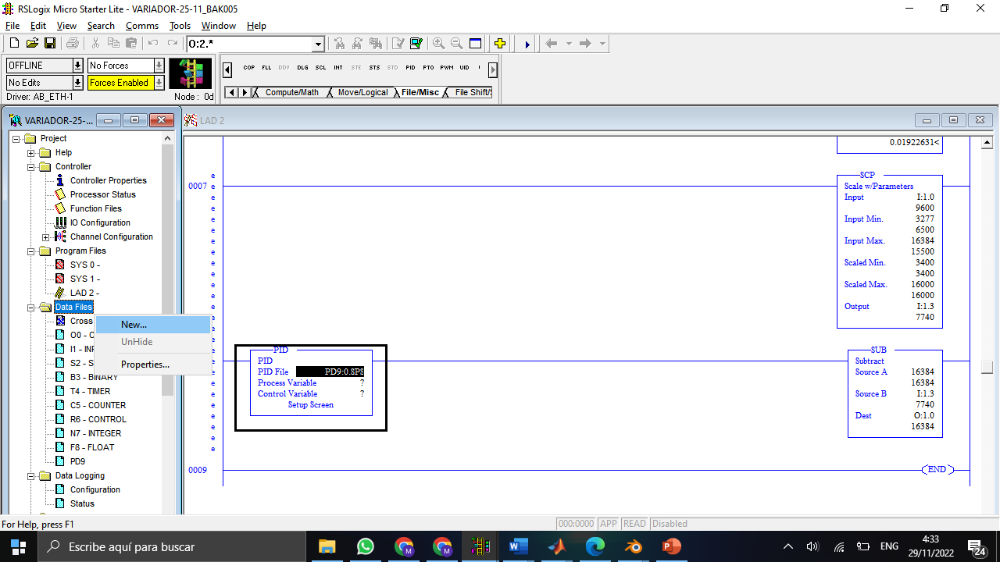 RSLogix Micro Starter Lite - VARIADOR-25-11_BAK005
File Edit View Search Comms Tools Window Help
O:2.*
OFFLINE No Forces
No Edits Forces Enabled
Driver: AB_ETH-1 Node : 0d
COP FLL DDV DLG SCL INT STE STS STD PID PTO PWM UID
Compute/Math Move/Logical File/Misc File Shift/
VARIADOR-25-...
LAD 2
Project
Help
Controller
Controller Properties
Processor Status
Function Files
IO Configuration
Channel Configuration
Program Files
SYS 0 -
SYS 1 -
LAD 2 -
Data Files
Cross
O0 -
I1 -
S2 -
B3 - BINARY
T4 - TIMER
C5 - COUNTER
R6 - CONTROL
N7 - INTEGER
F8 - FLOAT
PD9
Data Logging
Configuration
Status
New...
UnHide
Properties...
0.01922631<
e
0007 e
e
e
e
e
e
e
e
e
e
e
e
e
e
SCP
Scale w/Parameters
Input I:1.0
9600
Input Min. 3277
6500
Input Max. 16384
15500
Scaled Min. 3400
3400
Scaled Max. 16000
16000
Output I:1.3
7740
e
e
e
e
e
e
e
e
e
e
PID
PID
PID File PD9:0.SPS
Process Variable ?
Control Variable ?
Setup Screen
SUB
Subtract
Source A 16384
16384
Source B I:1.3
7740
Dest O:1.0
16384
0009 END
For Help, press F1
000:0000 APP READ Disabled
Escribe aquí para buscar
ENG
4:33
29/11/2022
24